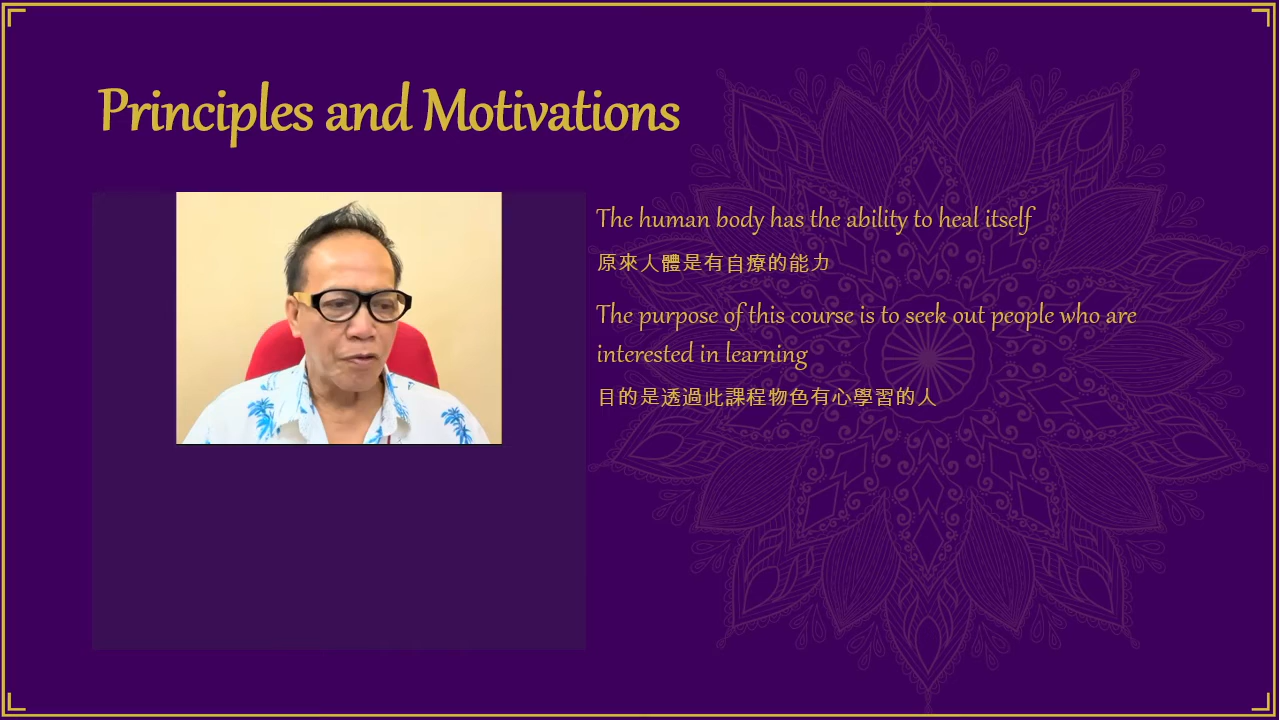 Principles and Motivations
The human body has the ability to heal itself
原來人體是有自療的能力
The purpose of this course is to seek out people who are
interested in learning
目的是透過此課程物色有心學習的人